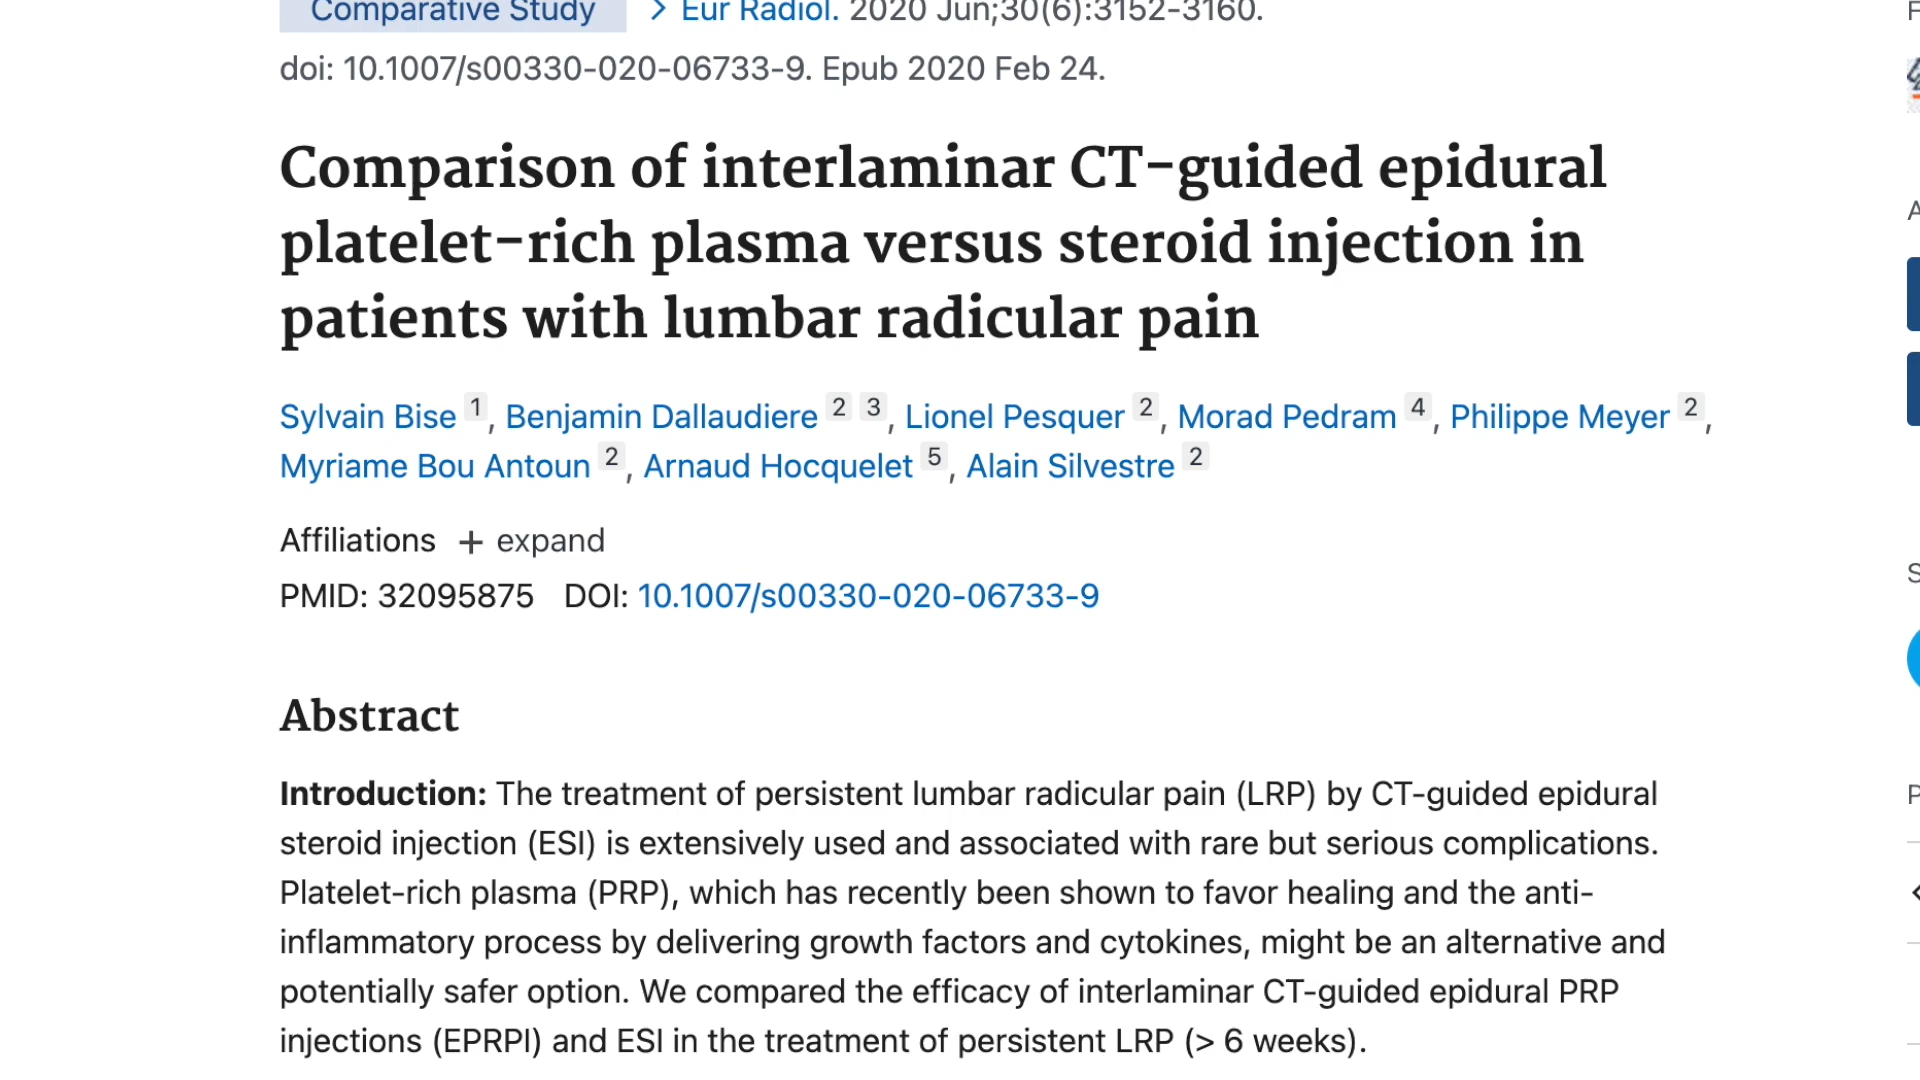 Comparative Study > Eur Radiol. 2020 Jun;30(6):3152-3160.
doi: 10.1007/s00330-020-06733-9. Epub 2020 Feb 24.
Comparison of interlaminar CT-guided epidural
platelet-rich plasma versus steroid injection in
patients with lumbar radicular pain
Sylvain Bise 1, Benjamin Dallaudiere 2 3, Lionel Pesquer 2, Morad Pedram 4, Philippe Meyer 2,
Myriame Bou Antoun 2, Arnaud Hocquelet 5, Alain Silvestre 2
Affiliations + expand
PMID: 32095875 DOI: 10.1007/s00330-020-06733-9
Abstract
Introduction: The treatment of persistent lumbar radicular pain (LRP) by CT-guided epidural
steroid injection (ESI) is extensively used and associated with rare but serious complications.
Platelet-rich plasma (PRP), which has recently been shown to favor healing and the anti-
inflammatory process by delivering growth factors and cytokines, might be an alternative and
potentially safer option. We compared the efficacy of interlaminar CT-guided epidural PRP
injections (EPRPI) and ESI in the treatment of persistent LRP (> 6 weeks).